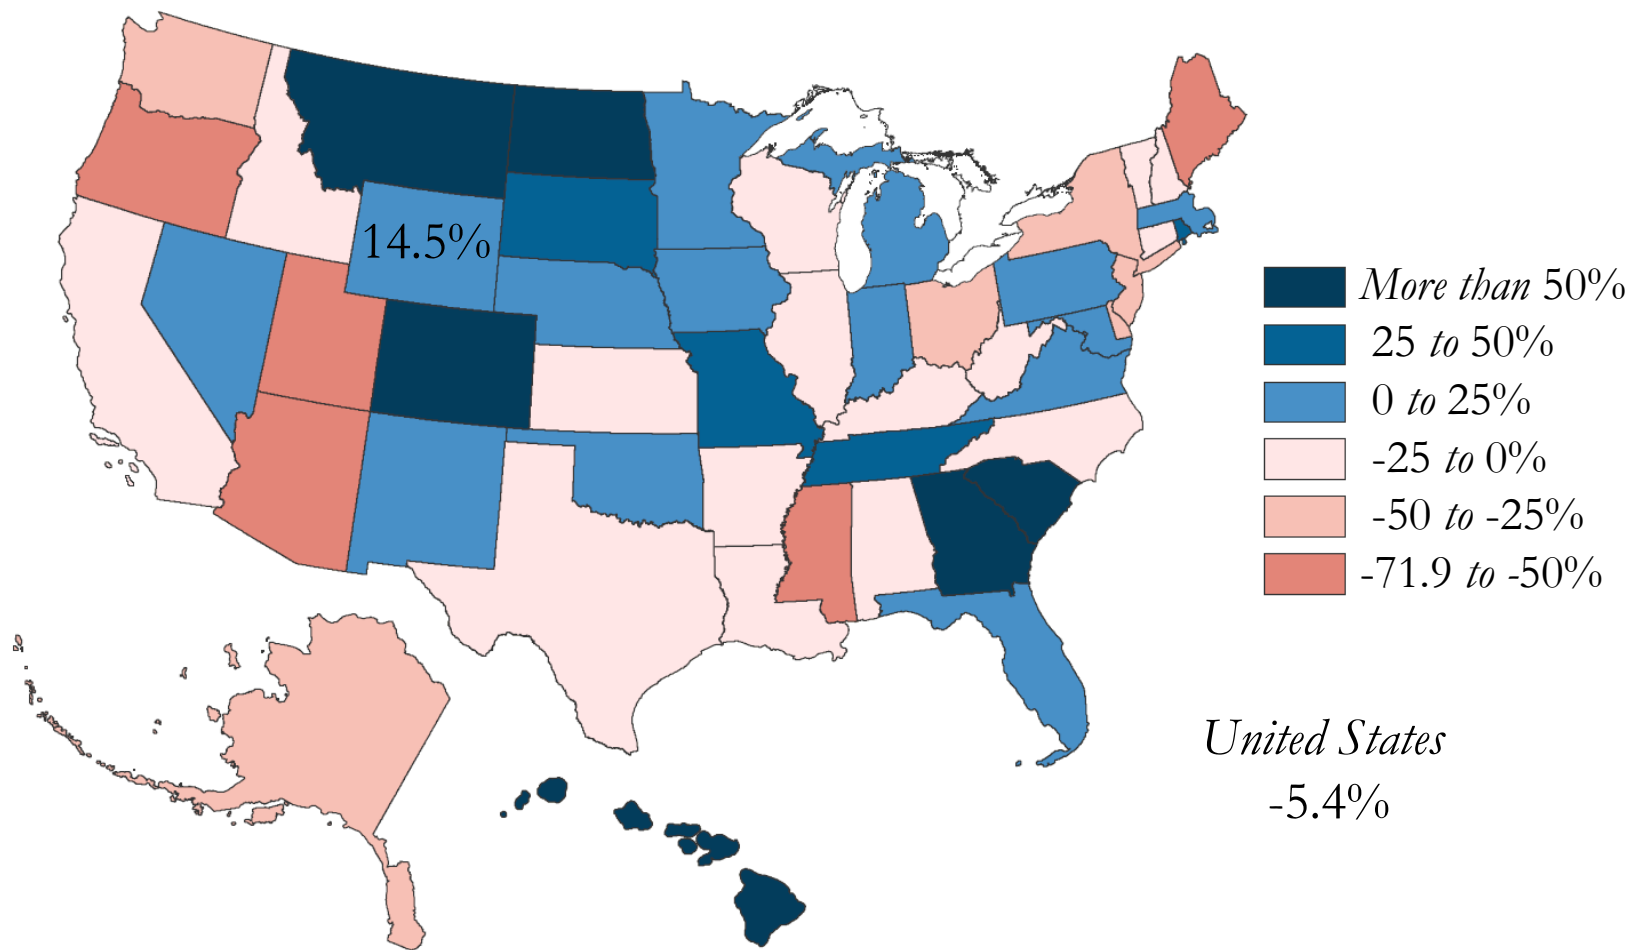 14.5%
More than 50%
25 to 50%
0 to 25%
-25 to 0%
-50 to -25%
-71.9 to -50%
United States
-5.4%